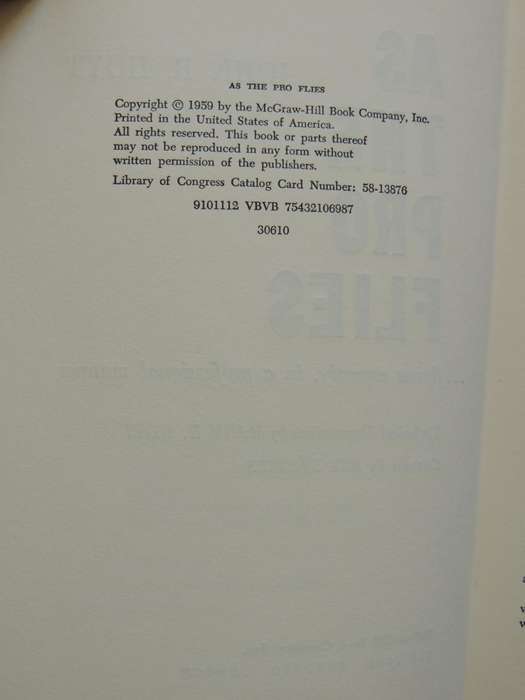 AS THE PRO FLIES
Copyright © 1959 by the McGraw-Hill Book Company, Inc.
Printed in the United States of America.
All rights reserved. This book or parts thereof
may not be reproduced in any form without
written permission of the publishers.
Library of Congress Catalog Card Number: 58-13876
9101112 VBVB 75432106987
30610